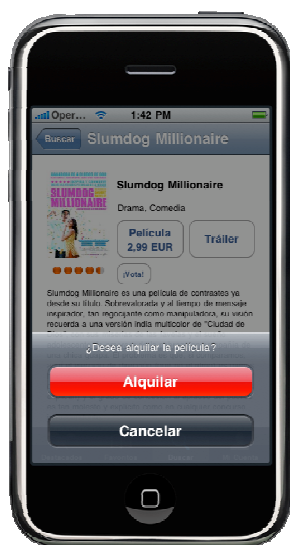 Oper... 1:42 PM
Buscar Slumdog Millionaire
SLUMDOG
MILLIONAIRE
Slumdog Millionaire
Drama, Comedia
Película
2,99 EUR
Tráiler
¡Vota!
Slumdog Millionaire es una película de contrastes ya
desde su título. Sobrevalorada y al tiempo de mensaje
inspirador, tan regocijante como manipuladora, su visión
recuerda a una versión india multicolor de "Ciudad de
¿Desea alquilar la película?
Alquilar
Cancelar